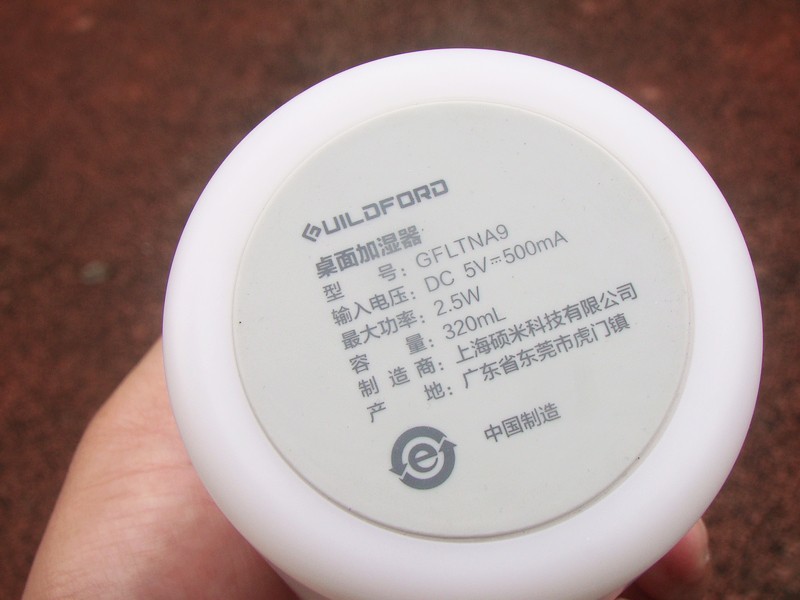 GUILDFORD
桌面加湿器
型 号：GFLTNA9
输入电压：DC 5V⎓500mA
最大功率：2.5W
容 量：320mL
制 造 商：上海硕米科技有限公司
产 地：广东省东莞市虎门镇
e 中国制造